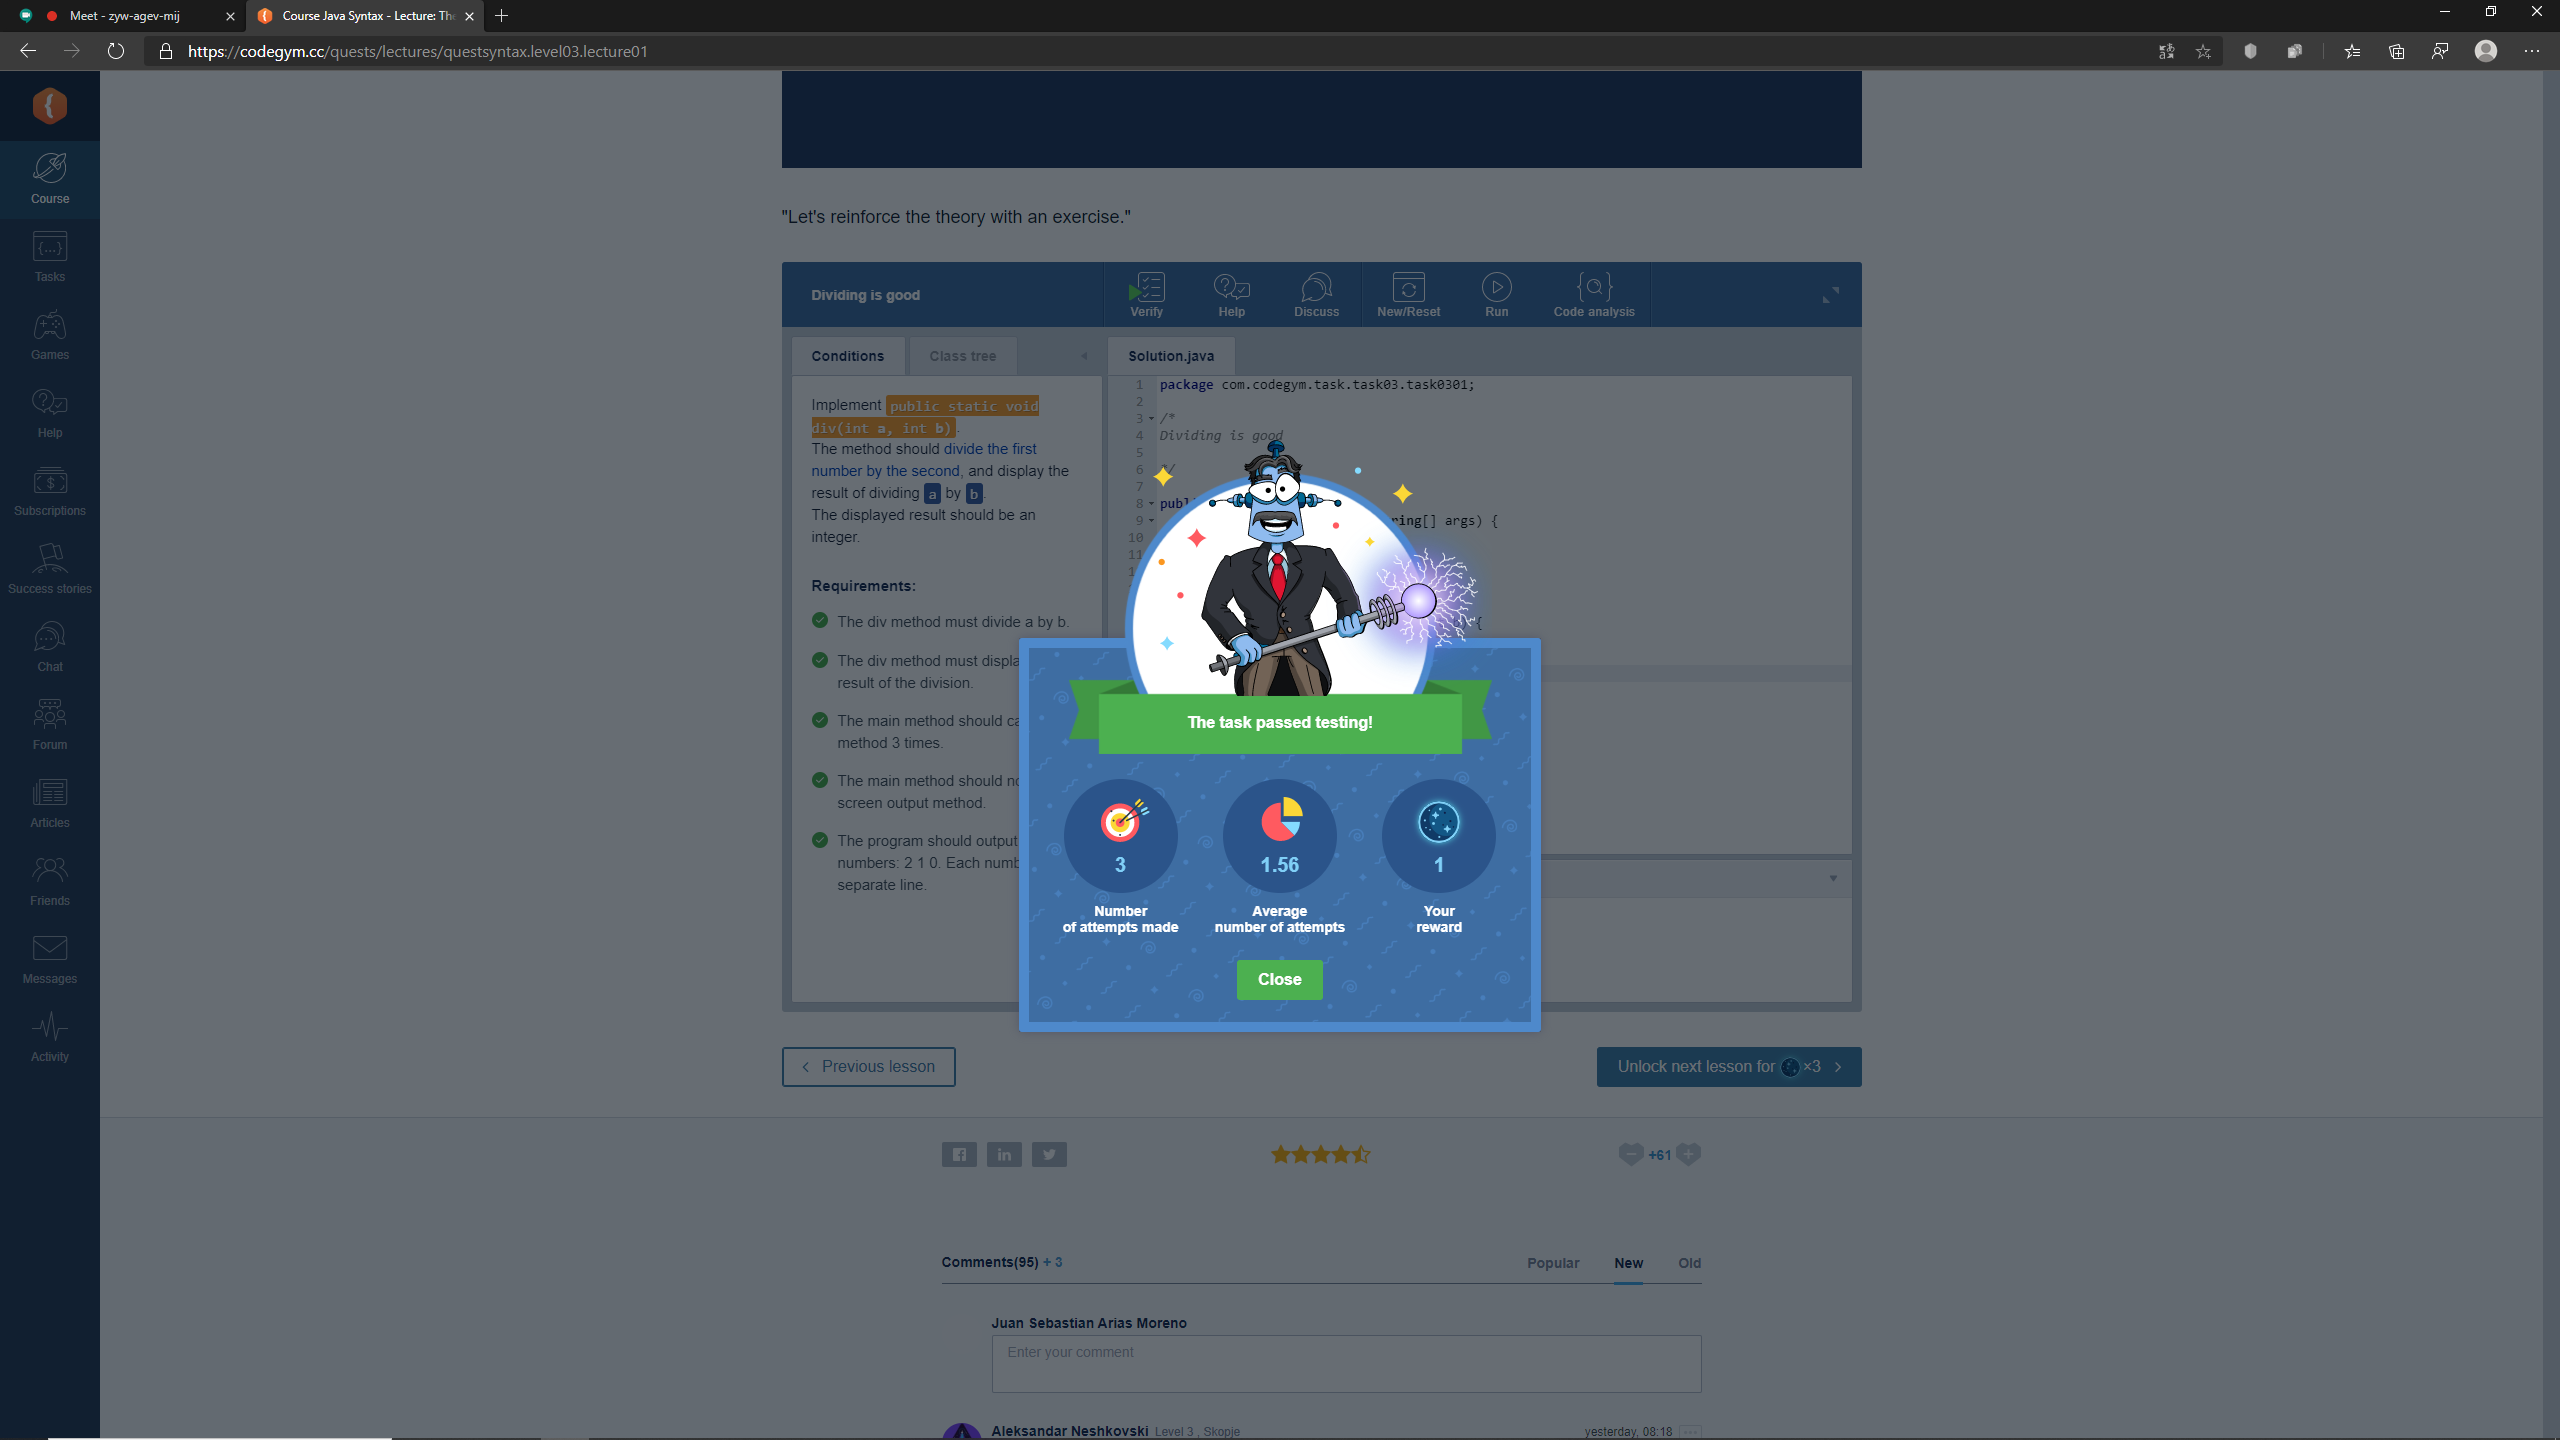 Meet - zyw-agev-mij
Course Java Syntax - Lecture: Th
https://codegym.cc/quests/lectures/questsyntax.level03.lecture01
Course
Tasks
Games
Help
Subscriptions
Success stories
Chat
Forum
Articles
Friends
Messages
Activity
"Let's reinforce the theory with an exercise."
Dividing is good
Verify
Help
Discuss
New/Reset
Run
Code analysis
Conditions
Class tree
Solution.java
Implement public static void
div(int a, int b).
The method should divide the first
number by the second, and display the
result of dividing a by b.
The displayed result should be an
integer.
Requirements:
The div method must divide a by b.
The div method must displa
result of the division.
The main method should ca
method 3 times.
The main method should no
screen output method.
The program should output
numbers: 2 1 0. Each numb
separate line.
1 package com.codegym.task.task03.task0301;
2
3 /*
4 Dividing is good
5
6 */
7
8 publ
9 ring[] args) {
10
11
1
{
The task passed testing!
3
1.56
1
Number
of attempts made
Average
number of attempts
Your
reward
Close
Previous lesson
Unlock next lesson for ×3
+61
Comments(95) + 3
Popular
New
Old
Juan Sebastian Arias Moreno
Enter your comment
Aleksandar Neshkovski Level 3 , Skopje
yesterday, 08:18